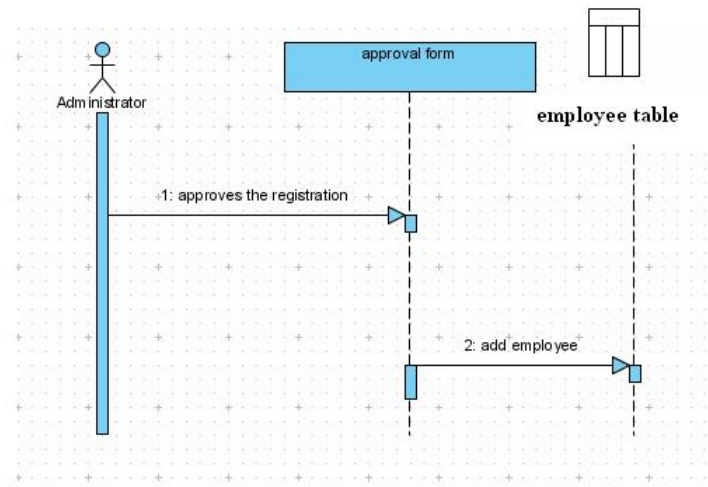 approval form
Administrator
employee table
1: approves the registration
2: add employee